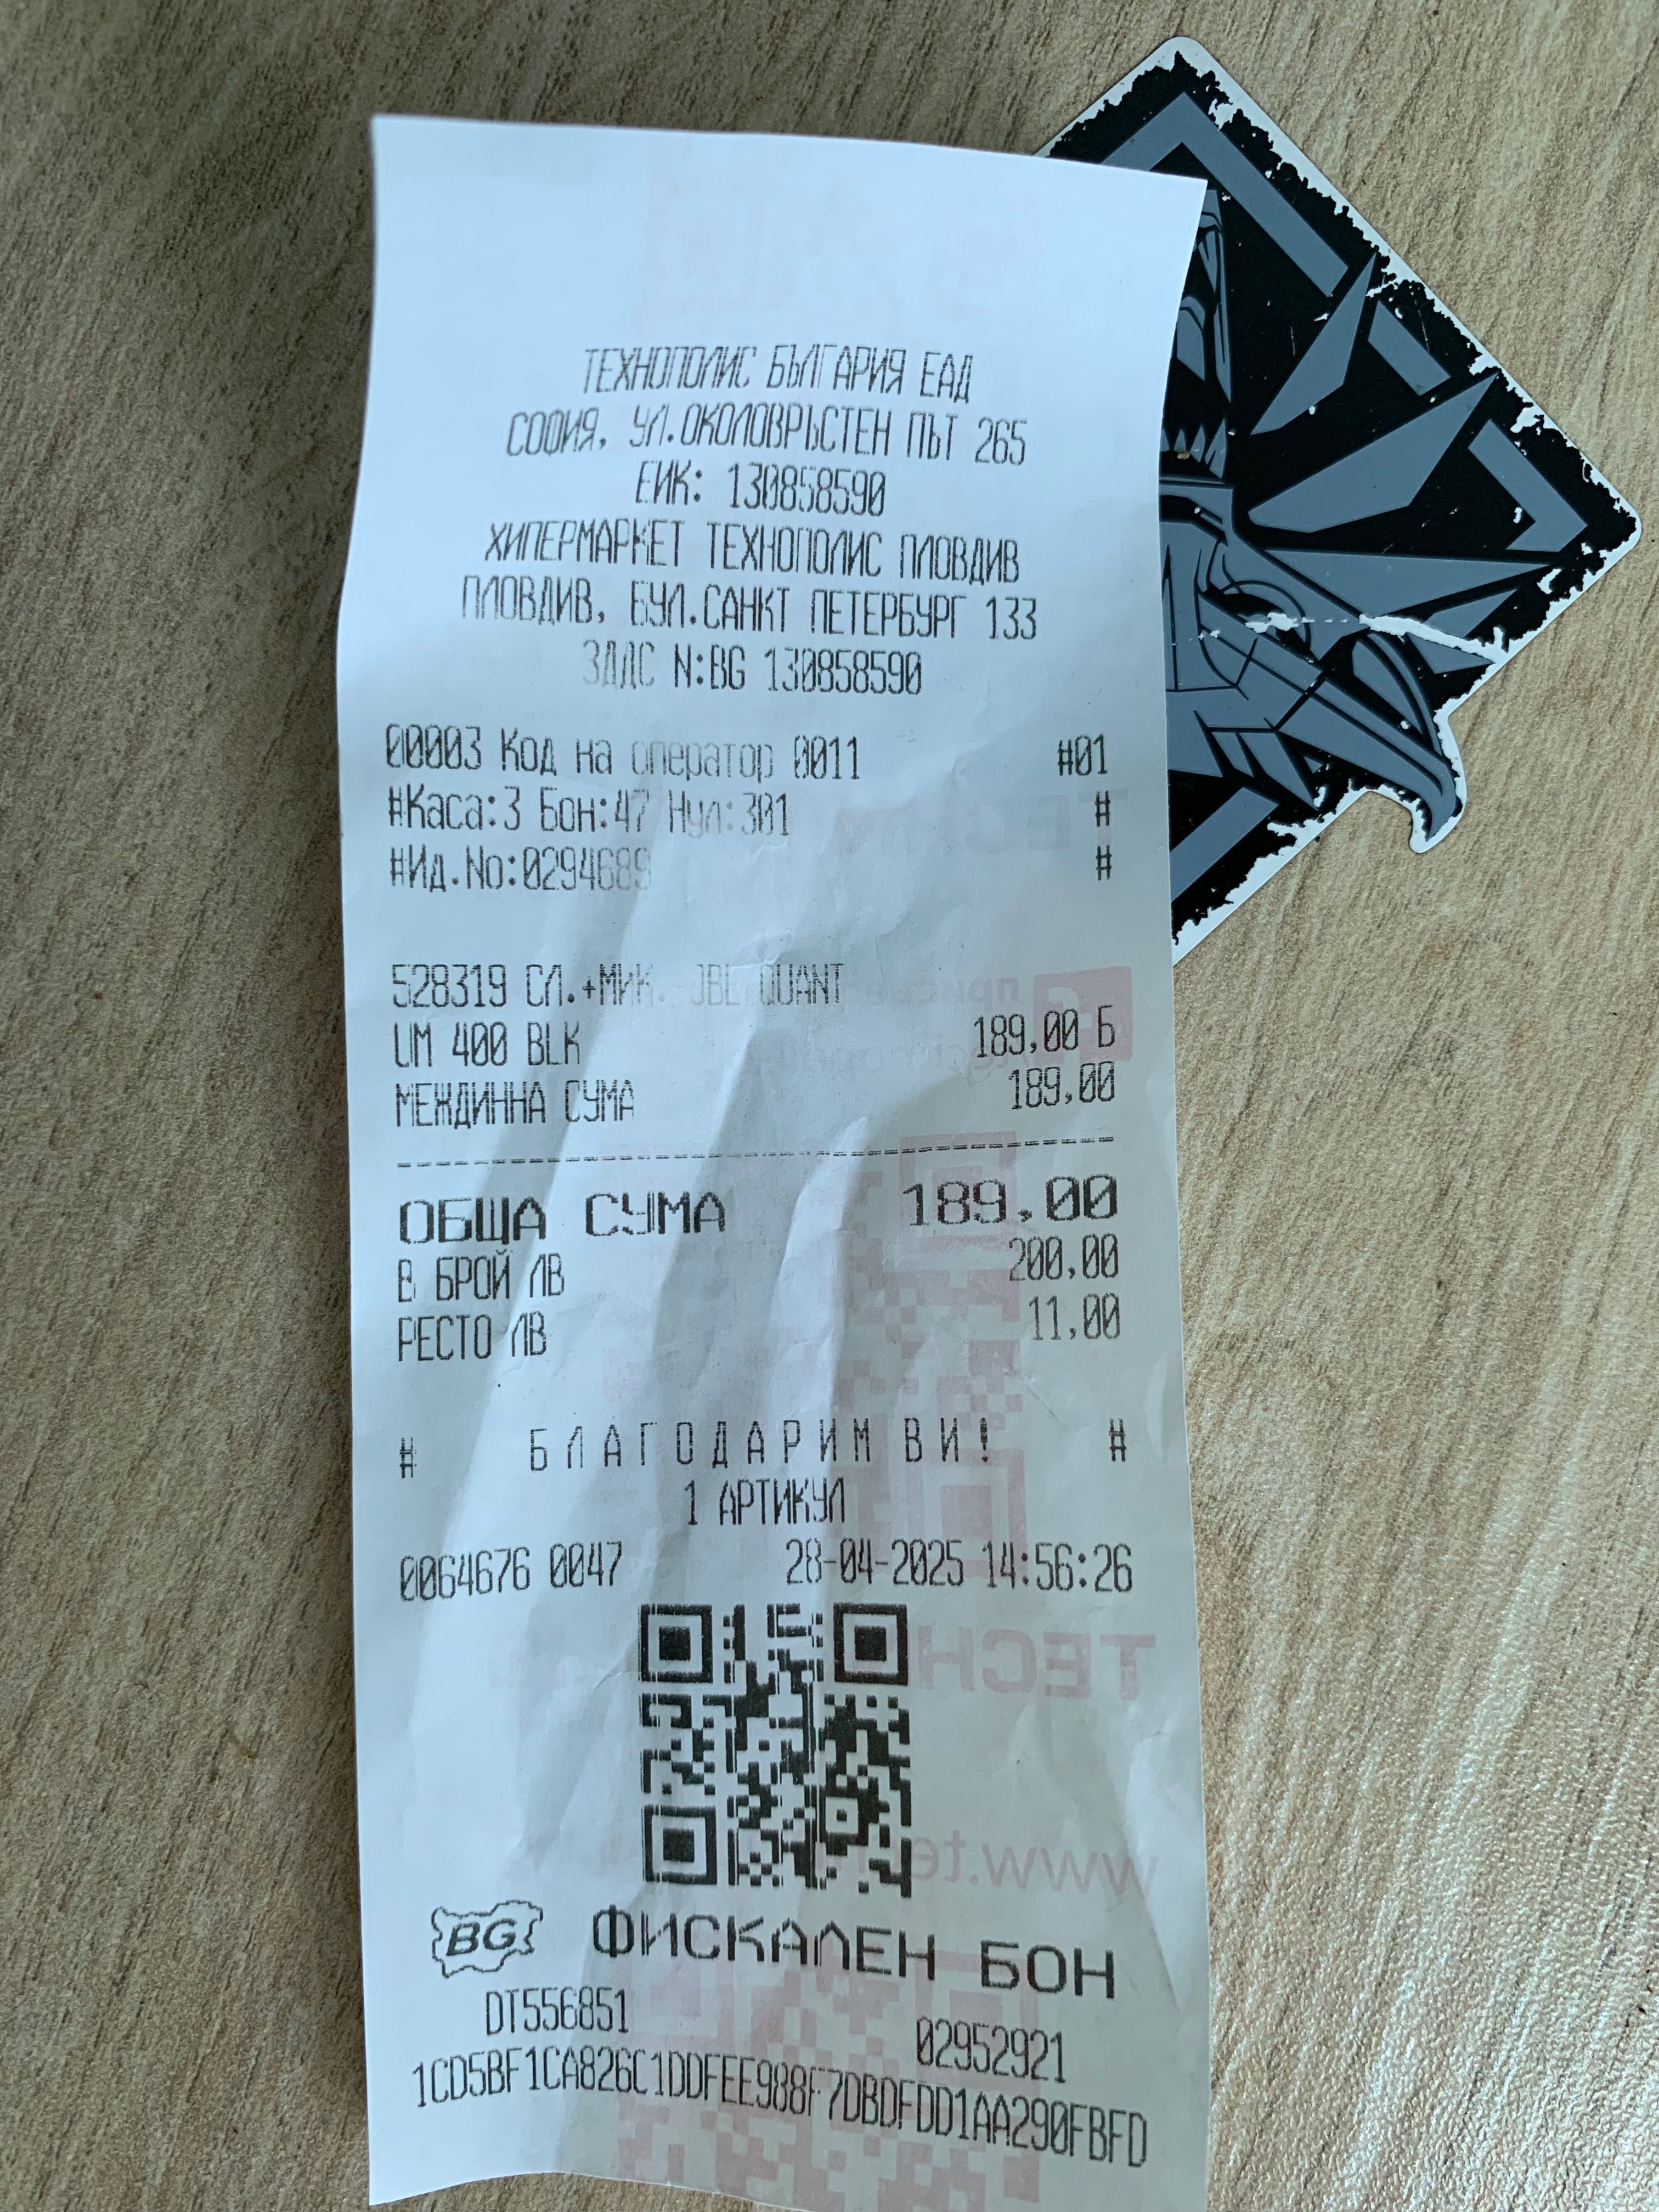 ТЕХНОПОЛИС БЪЛГАРИЯ ЕАД
СОФИЯ, УЛ.ОКОЛОВРЪСТЕН ПЪТ 265
ЕИК: 130858590
ХИПЕРМАРКЕТ ТЕХНОПОЛИС ПЛОВДИВ
ПЛОВДИВ, БУЛ.САНКТ ПЕТЕРБУРГ 133
ЗДДС N:BG 130858590
00003 Код на оператор 0011 #01
#Каса:3 Бон:47 Нул:301 #
#Ид.No:0294689 #
528319 СЛ.+МИК. JBL QUANT
UM 400 BLK 189,00 Б
МЕЖДИННА СУМА 189,00
ОБЩА СУМА 189,00
В БРОЙ ЛВ 200,00
РЕСТО ЛВ 11,00
# БЛАГОДАРИМ ВИ! #
1 АРТИКУЛ
0064676 0047 28-04-2025 14:56:26
BG ФИСКАЛЕН БОН
DT556851 02952921
1CD5BF1CA826C1DDFEE988F7DBDFDD1AA290FBFD